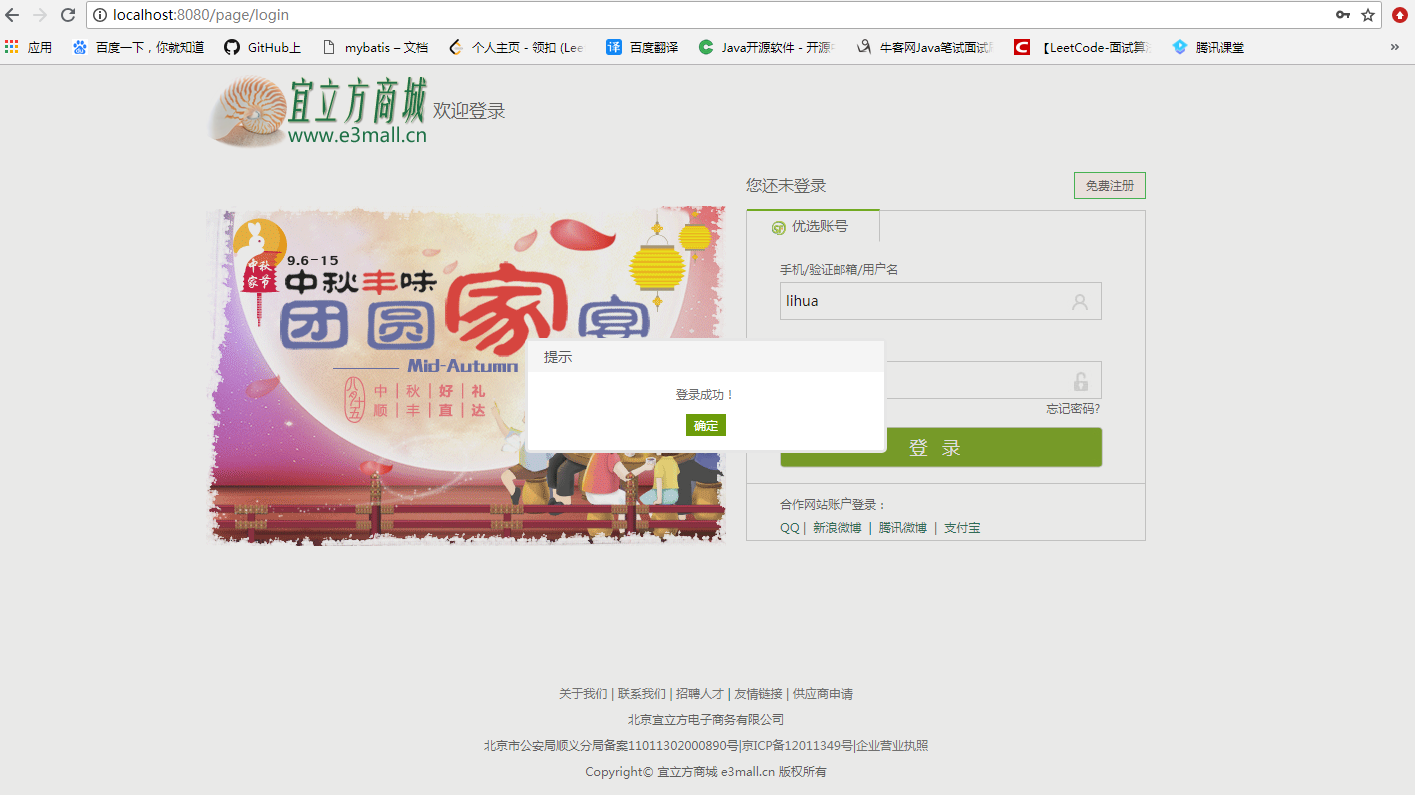 localhost:8080/page/login
应用 百度一下，你就知道 GitHub上 mybatis – 文档 个人主页 - 领扣 (Lee 百度翻译 Java开源软件 - 开源 牛客网Java笔试面试 【LeetCode-面试算 腾讯课堂 »
宜立方商城
www.e3mall.cn
欢迎登录
您还未登录
免费注册
优选账号
手机/验证邮箱/用户名
lihua
忘记密码?
登 录
合作网站账户登录：
QQ | 新浪微博 | 腾讯微博 | 支付宝
中秋
家节
9.6-15
中秋丰味
团圆家宴
Mid-Autumn
八月十五
中 | 秋 | 好 | 礼
顺 | 丰 | 直 | 达
提示
登录成功！
确定
关于我们 | 联系我们 | 招聘人才 | 友情链接 | 供应商申请
北京宜立方电子商务有限公司
北京市公安局顺义分局备案11011302000890号|京ICP备12011349号|企业营业执照
Copyright© 宜立方商城 e3mall.cn 版权所有